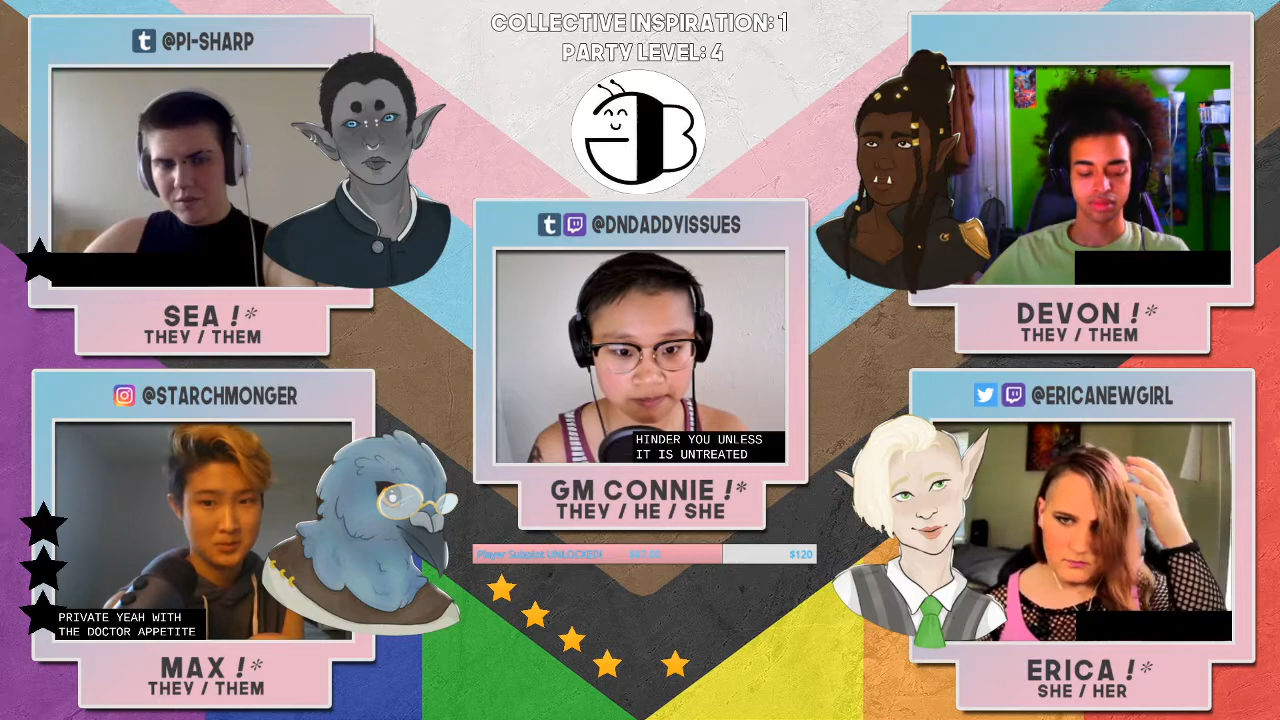 COLLECTIVE INSPIRATION: 1
PARTY LEVEL: 4
@PI-SHARP
SEA !*
THEY / THEM
DEVON !*
THEY / THEM
@DNDADDYISSUES
HINDER YOU UNLESS
IT IS UNTREATED
GM CONNIE !*
THEY / HE / SHE
Player Subplot UNLOCKED! $120
@STARCHMONGER
PRIVATE YEAH WITH
THE DOCTOR APPETITE
MAX !*
THEY / THEM
@ERICANEWGIRL
ERICA !*
SHE / HER